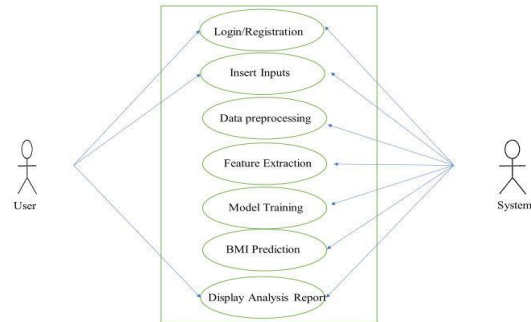 Login/Registration
Insert Inputs
Data preprocessing
Feature Extraction
User
System
Model Training
BMI Prediction
Display Analysis Report